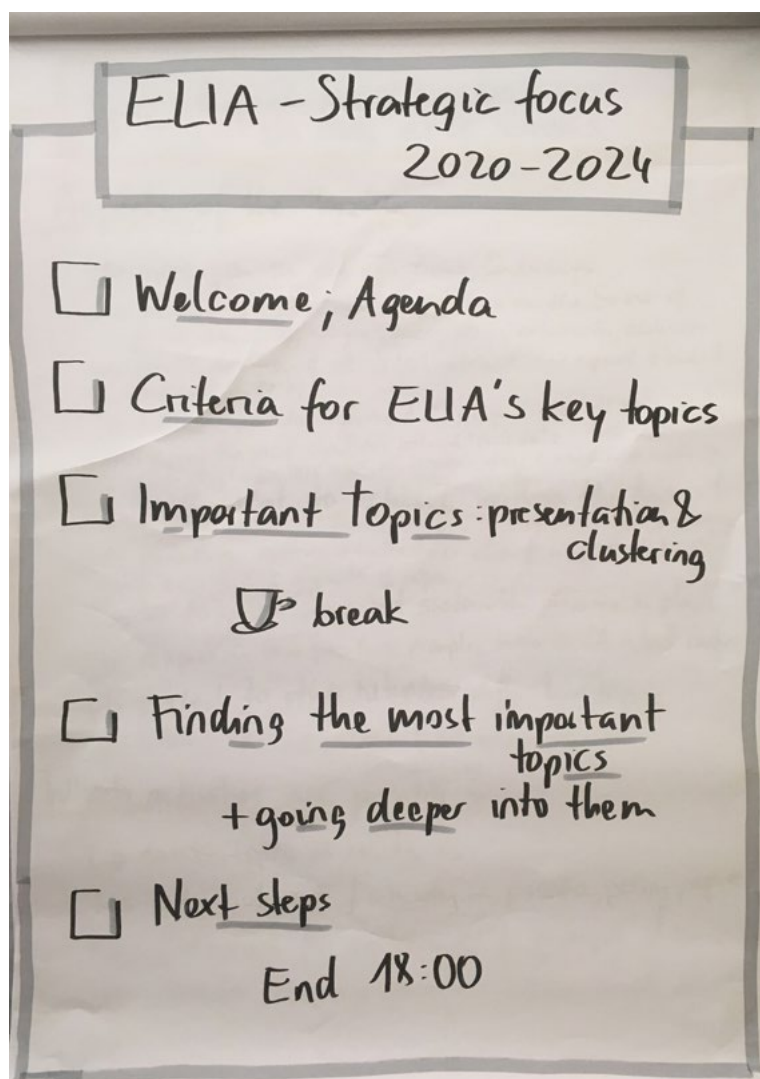 ELIA - Strategic focus
2020-2024
Welcome; Agenda
Criteria for ELIA's key topics
Important topics: presentation &
clustering
break
Finding the most important
topics
+ going deeper into them
Next steps
End 18:00